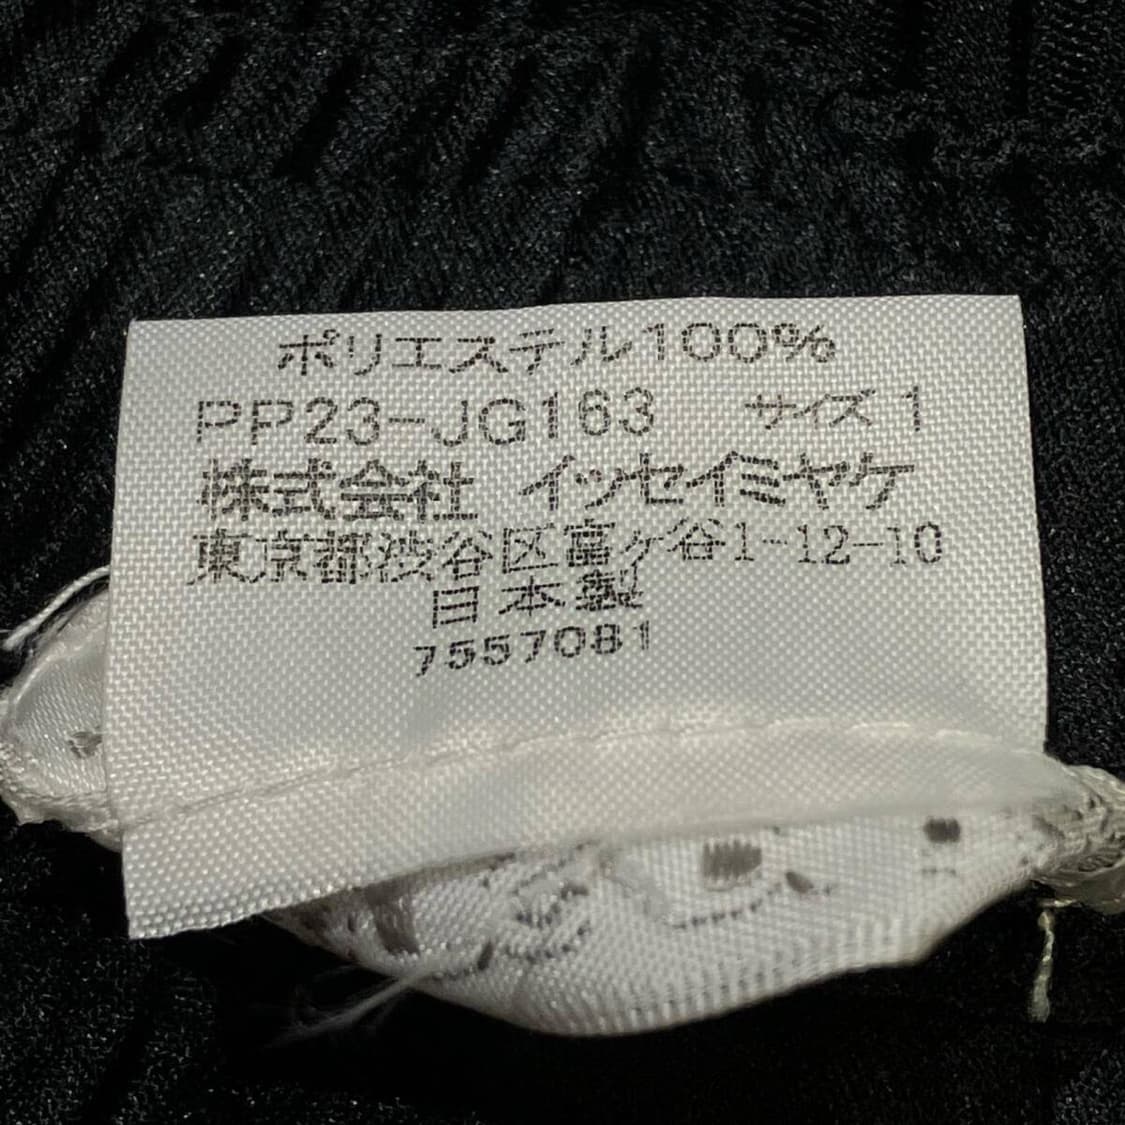 ポリエステル100%
PP23-JG163 サイズ 1
株式会社 イッセイミヤケ
東京都渋谷区富ヶ谷1-12-10
日本製
7557081